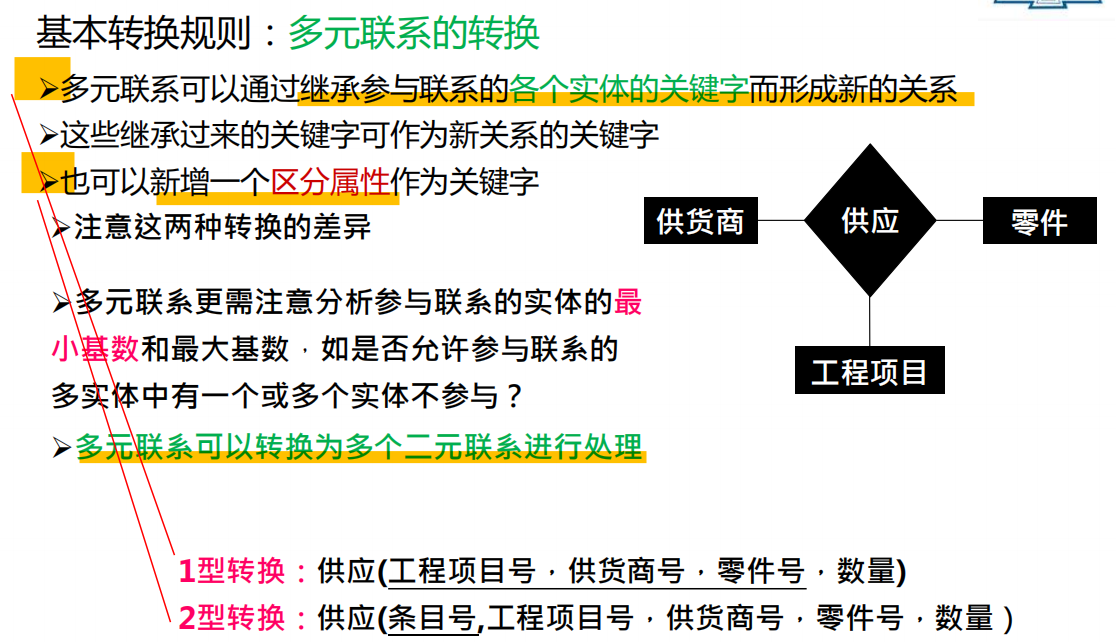 基本转换规则：多元联系的转换
➢多元联系可以通过继承参与联系的各个实体的关键字而形成新的关系
➢这些继承过来的关键字可作为新关系的关键字
➢也可以新增一个区分属性作为关键字
➢注意这两种转换的差异
供货商
供应
零件
工程项目
➢多元联系更需注意分析参与联系的实体的最
小基数和最大基数，如是否允许参与联系的
多实体中有一个或多个实体不参与？
➢多元联系可以转换为多个二元联系进行处理
1型转换：供应(工程项目号，供货商号，零件号，数量)
2型转换：供应(条目号,工程项目号，供货商号，零件号，数量）